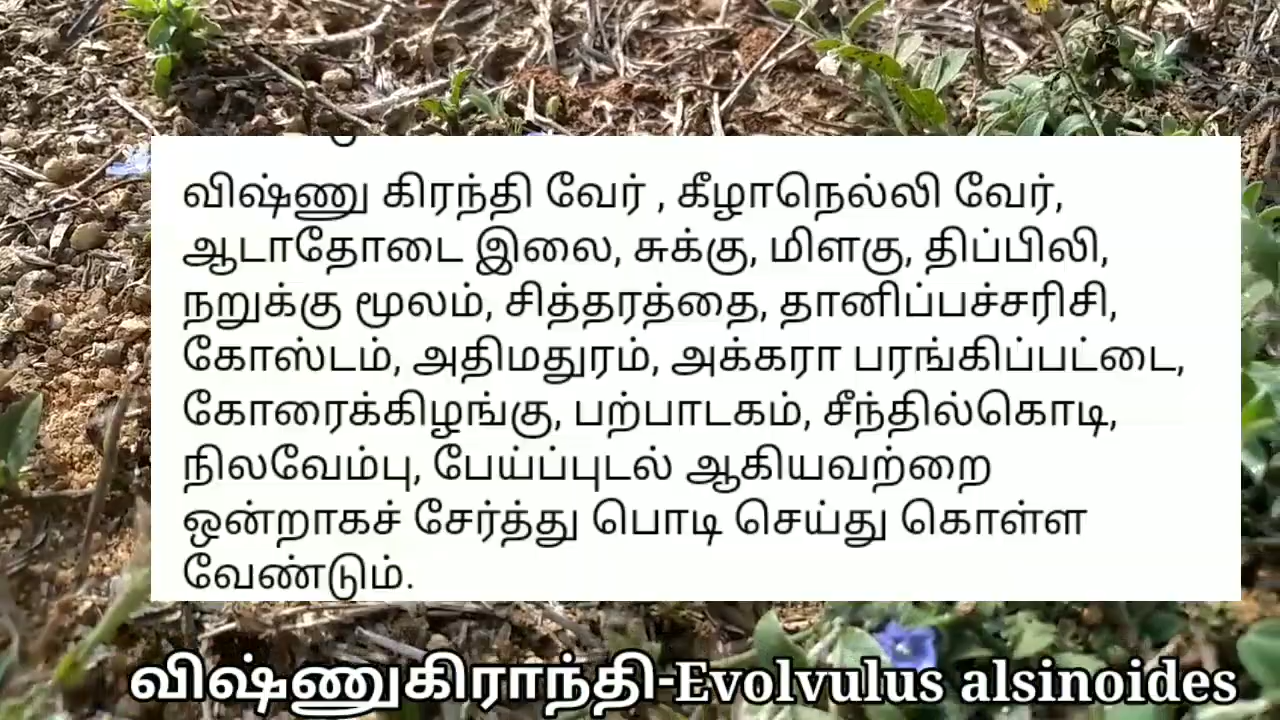 விஷ்ணு கிரந்தி வேர் , கீழாநெல்லி வேர்,
ஆடாதோடை இலை, சுக்கு, மிளகு, திப்பிலி,
நறுக்கு மூலம், சித்தரத்தை, தானிப்பச்சரிசி,
கோஸ்டம், அதிமதுரம், அக்கரா பரங்கிப்பட்டை,
கோரைக்கிழங்கு, பற்பாடகம், சீந்தில்கொடி,
நிலவேம்பு, பேய்ப்புடல் ஆகியவற்றை
ஒன்றாகச் சேர்த்து பொடி செய்து கொள்ள
வேண்டும்.
விஷ்ணுகிராந்தி-Evolvulus alsinoides